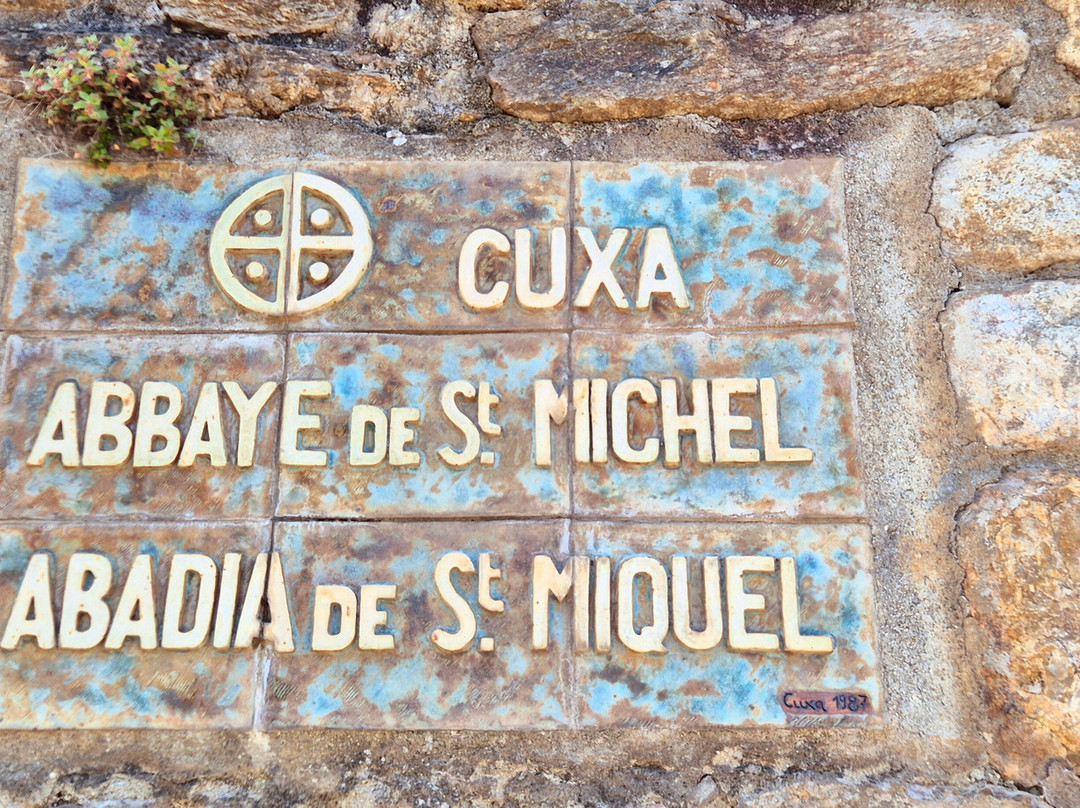 CUXA
ABBAYE DE St MICHEL
ABADIA DE St MIQUEL
Cuxa 1987